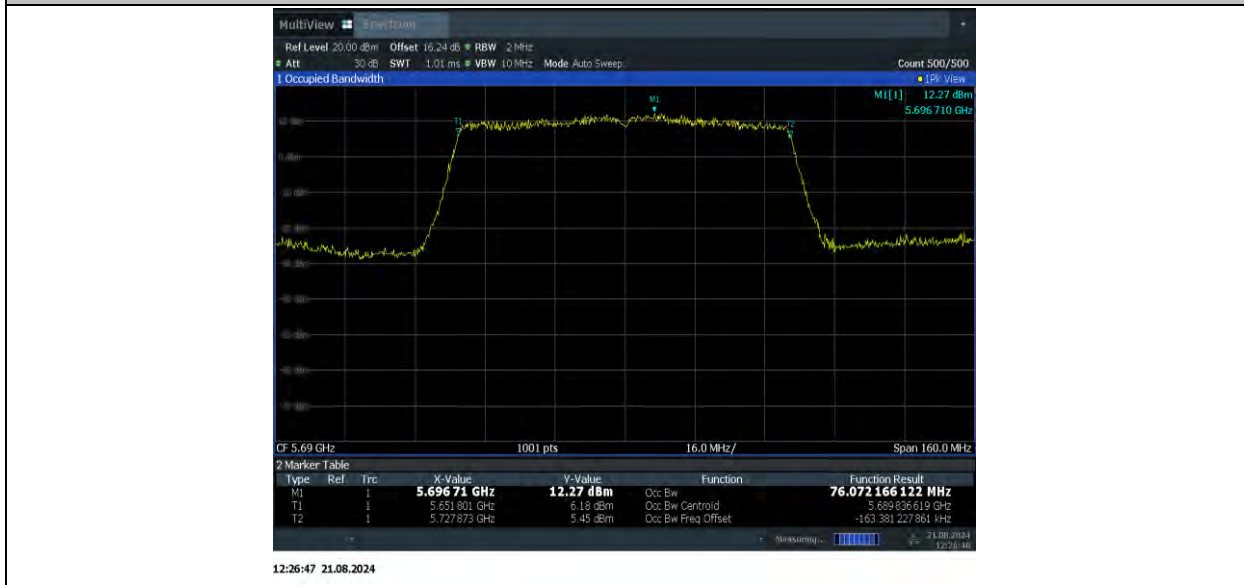 MultiView Spectrum
Ref Level 20.00 dBm Offset 16.24 dB RBW 2 MHz
Att 30 dB SWT 1.01 ms VBW 10 MHz Mode Auto Sweep Count 500/500
1 Occupied Bandwidth 1Pk View
M1[1] 12.27 dBm
5.696 710 GHz
M1
T1
T2
CF 5.69 GHz 1001 pts 16.0 MHz/ Span 160.0 MHz
2 Marker Table
Type Ref Trc X-Value Y-Value Function Function Result
M1 1 5.696 71 GHz 12.27 dBm Occ Bw 76.072 166 122 MHz
T1 1 5.651 801 GHz 6.18 dBm Occ Bw Centroid 5.689 836 619 GHz
T2 1 5.727 873 GHz 5.45 dBm Occ Bw Freq Offset -163.381 227 861 kHz
Measuring... 21.08.2024
12:26:46
12:26:47 21.08.2024